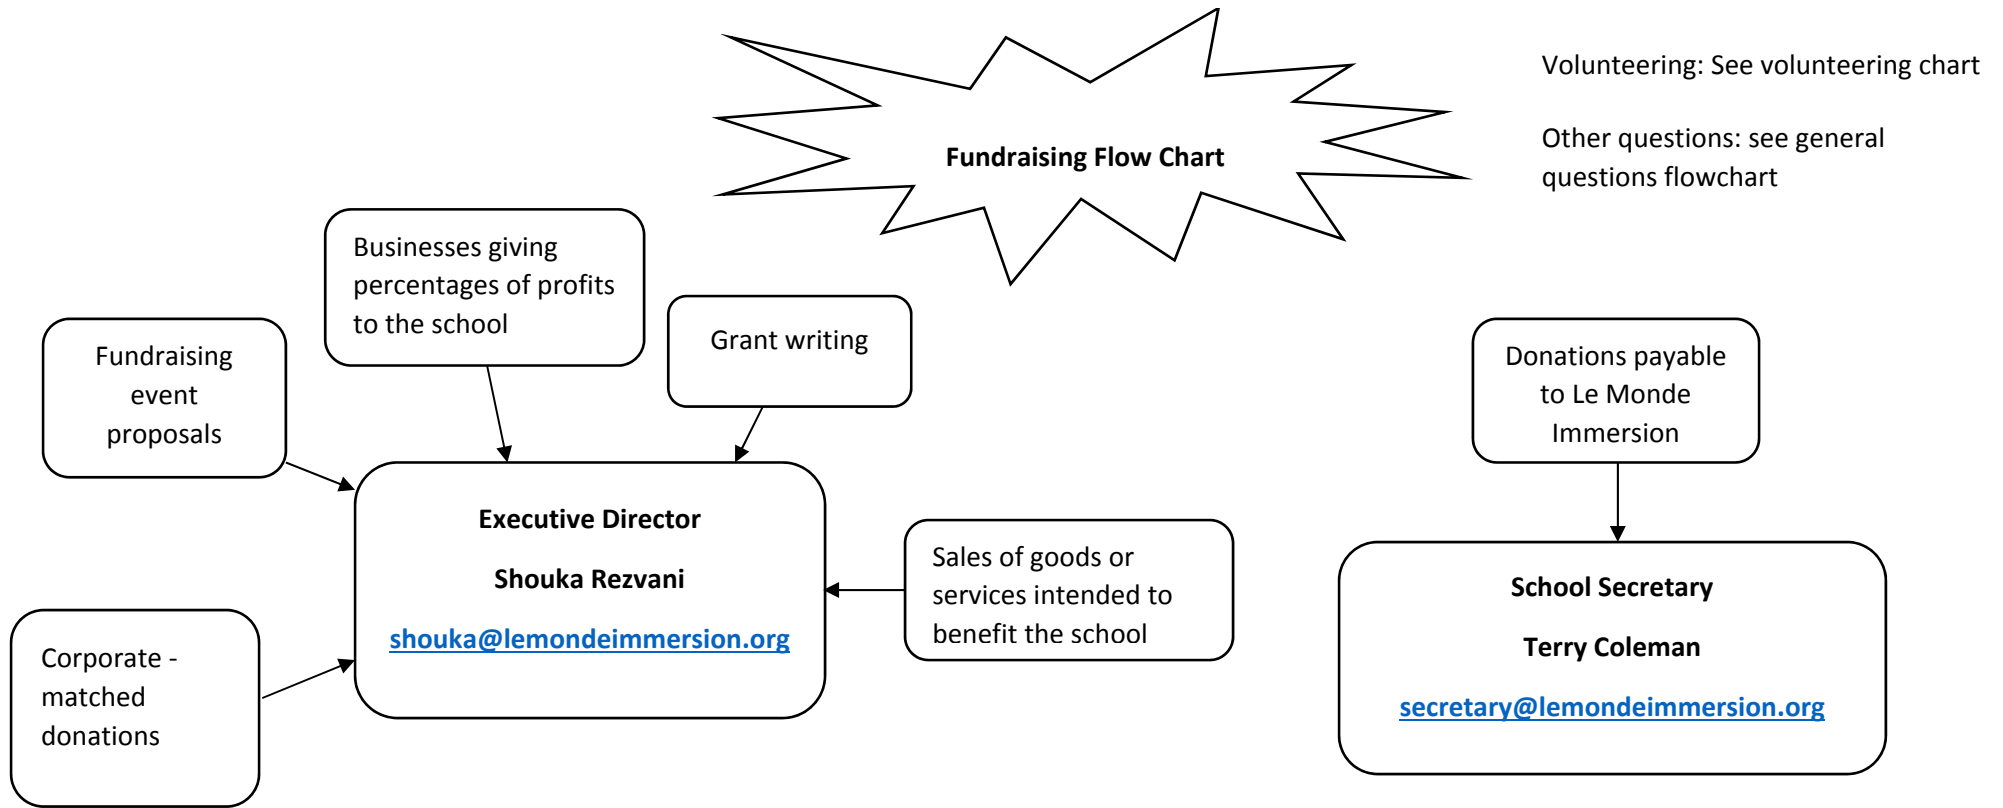 Fundraising Flow Chart
Volunteering: See volunteering chart
Other questions: see general
questions flowchart
Businesses giving
percentages of profits
to the school
Grant writing
Fundraising
event
proposals
Donations payable
to Le Monde
Immersion
Executive Director
Shouka Rezvani
shouka@lemondeimmersion.org
Sales of goods or
services intended to
benefit the school
School Secretary
Terry Coleman
secretary@lemondeimmersion.org
Corporate -
matched
donations